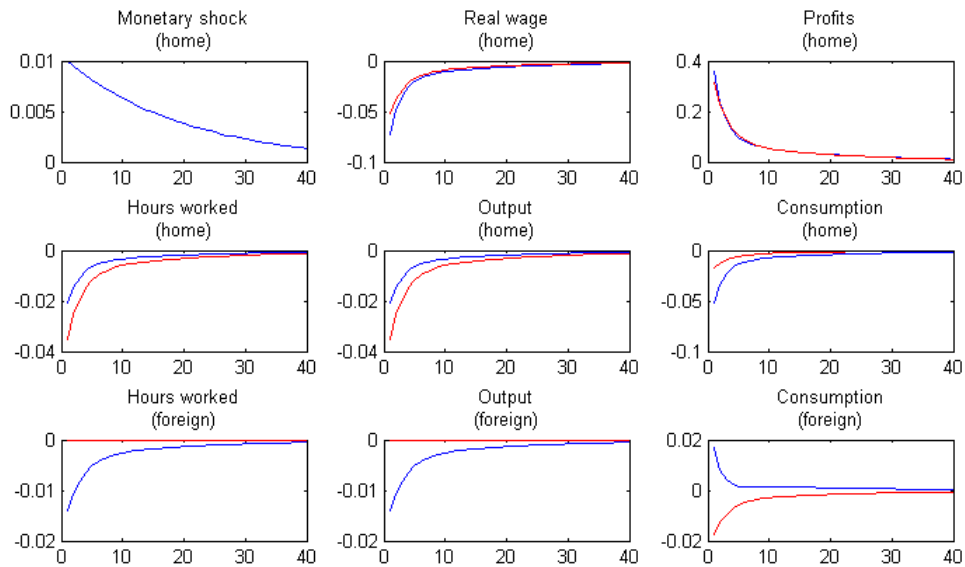 Monetary shock
(home)
0.01
0.005
0
0 10 20 30 40
Real wage
(home)
0
-0.05
-0.1
0 10 20 30 40
Profits
(home)
0.4
0.2
0
0 10 20 30 40
Hours worked
(home)
0
-0.02
-0.04
0 10 20 30 40
Output
(home)
0
-0.02
-0.04
0 10 20 30 40
Consumption
(home)
0
-0.05
-0.1
0 10 20 30 40
Hours worked
(foreign)
0
-0.01
-0.02
0 10 20 30 40
Output
(foreign)
0
-0.01
-0.02
0 10 20 30 40
Consumption
(foreign)
0.02
0
-0.02
0 10 20 30 40